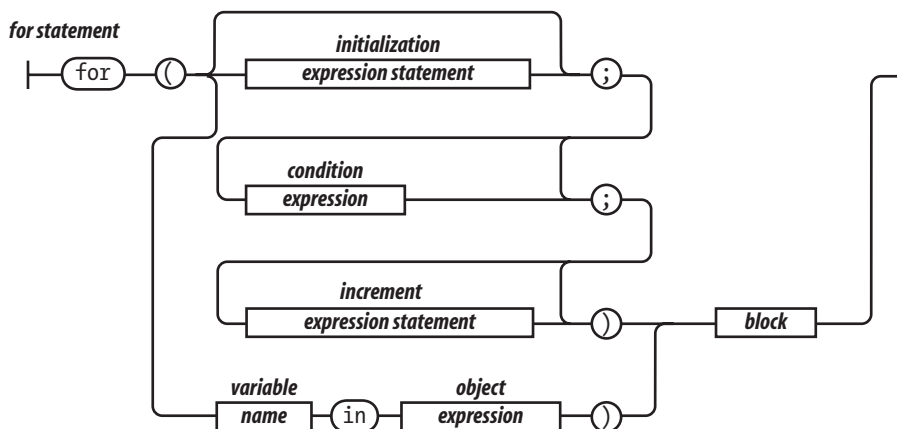 for statement
for
(
initialization
expression statement
;
condition
expression
;
increment
expression statement
)
block
variable
name
in
object
expression
)